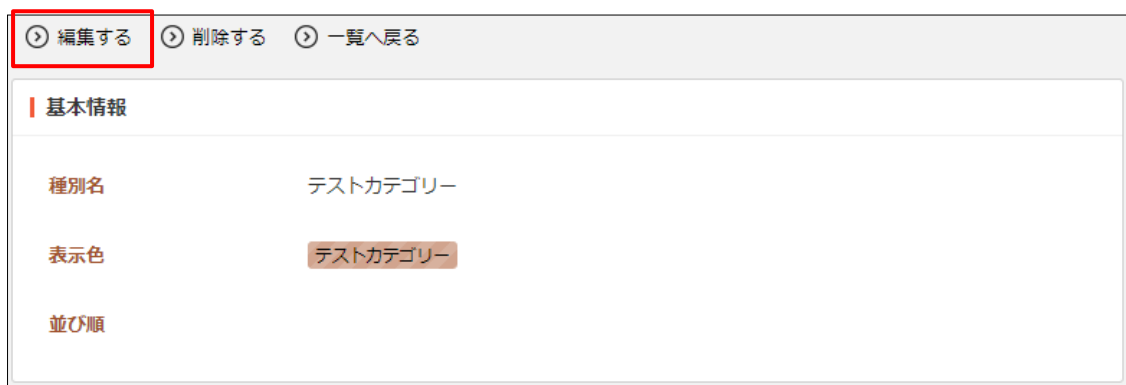 編集する 削除する 一覧へ戻る
基本情報
種別名 テストカテゴリー
表示色 テストカテゴリー
並び順